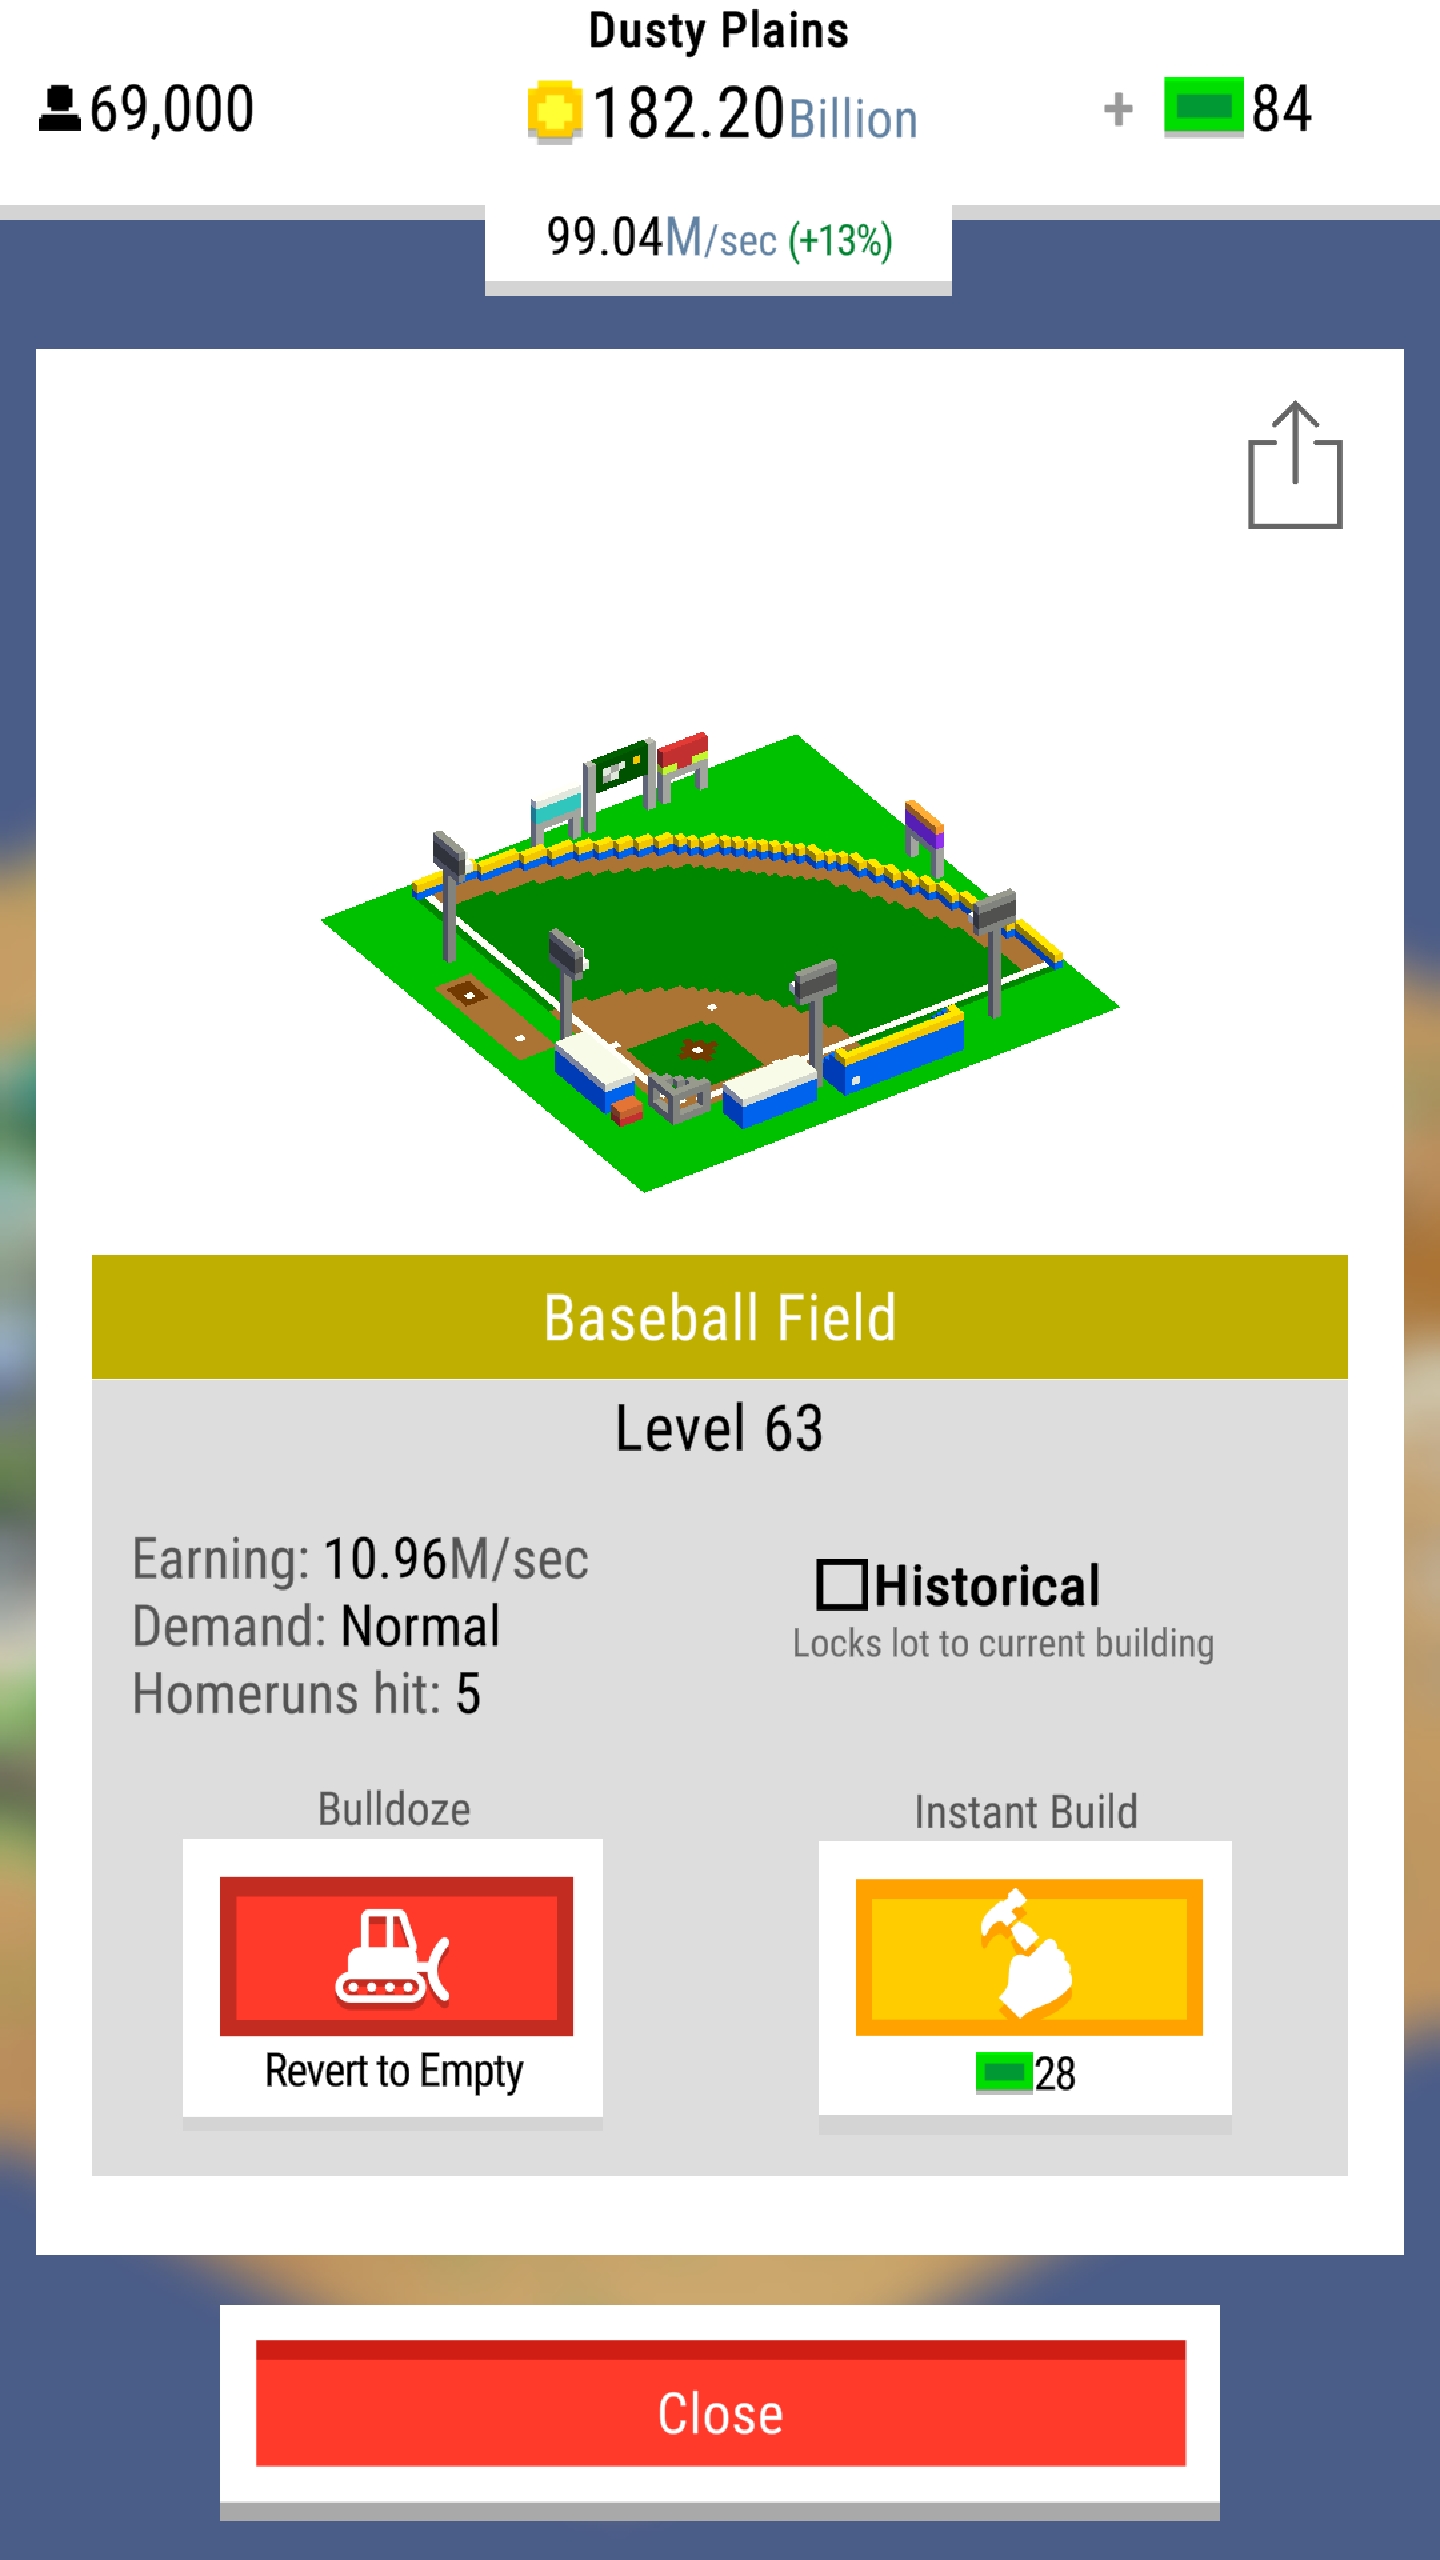 Dusty Plains
69,000
182.20Billion
+ 84
99.04M/sec (+13%)
Baseball Field
Level 63
Earning: 10.96M/sec
Demand: Normal
Homeruns hit: 5
Historical
Locks lot to current building
Bulldoze
Revert to Empty
Instant Build
28
Close